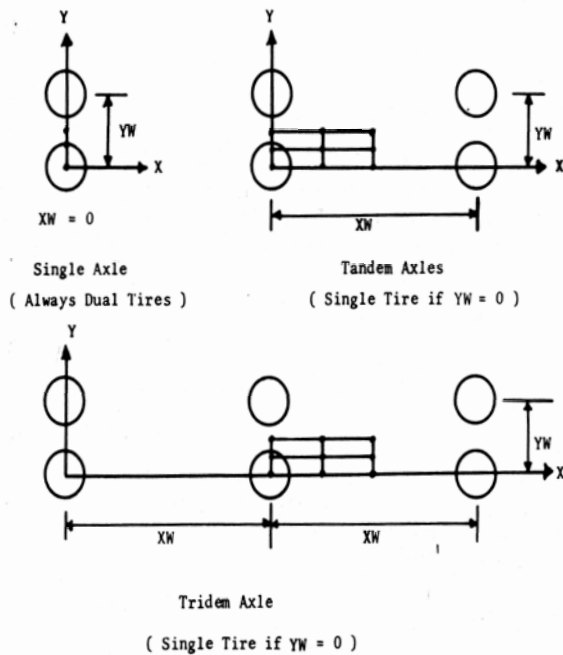 Y
Y
YW
YW
X
X
XW = 0
XW
Single Axle
( Always Dual Tires )
Tandem Axles
( Single Tire if YW = 0 )
Y
YW
X
XW
XW
Tridem Axle
( Single Tire if YW = 0 )